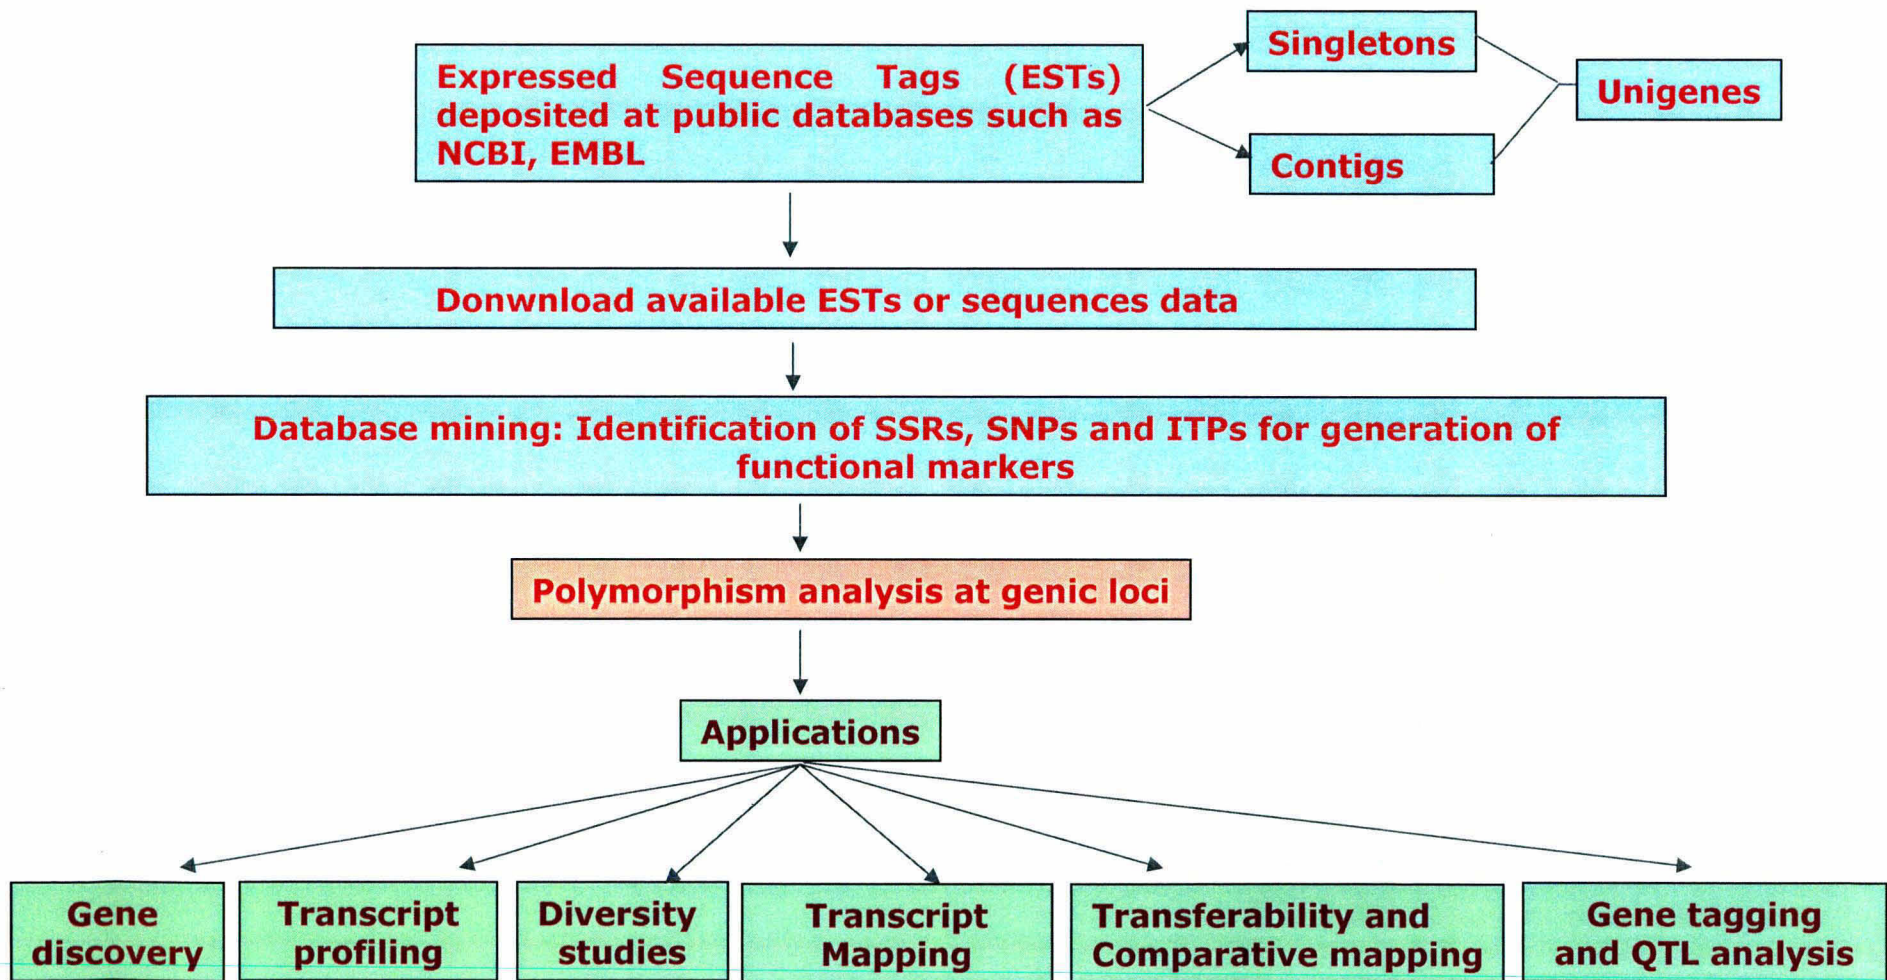 Expressed Sequence Tags (ESTs)
deposited at public databases such as
NCBI, EMBL
Singletons
Contigs
Unigenes
Donwnload available ESTs or sequences data
Database mining: Identification of SSRs, SNPs and ITPs for generation of
functional markers
Polymorphism analysis at genic loci
Applications
Gene
discovery
Transcript
profiling
Diversity
studies
Transcript
Mapping
Transferability and
Comparative mapping
Gene tagging
and QTL analysis